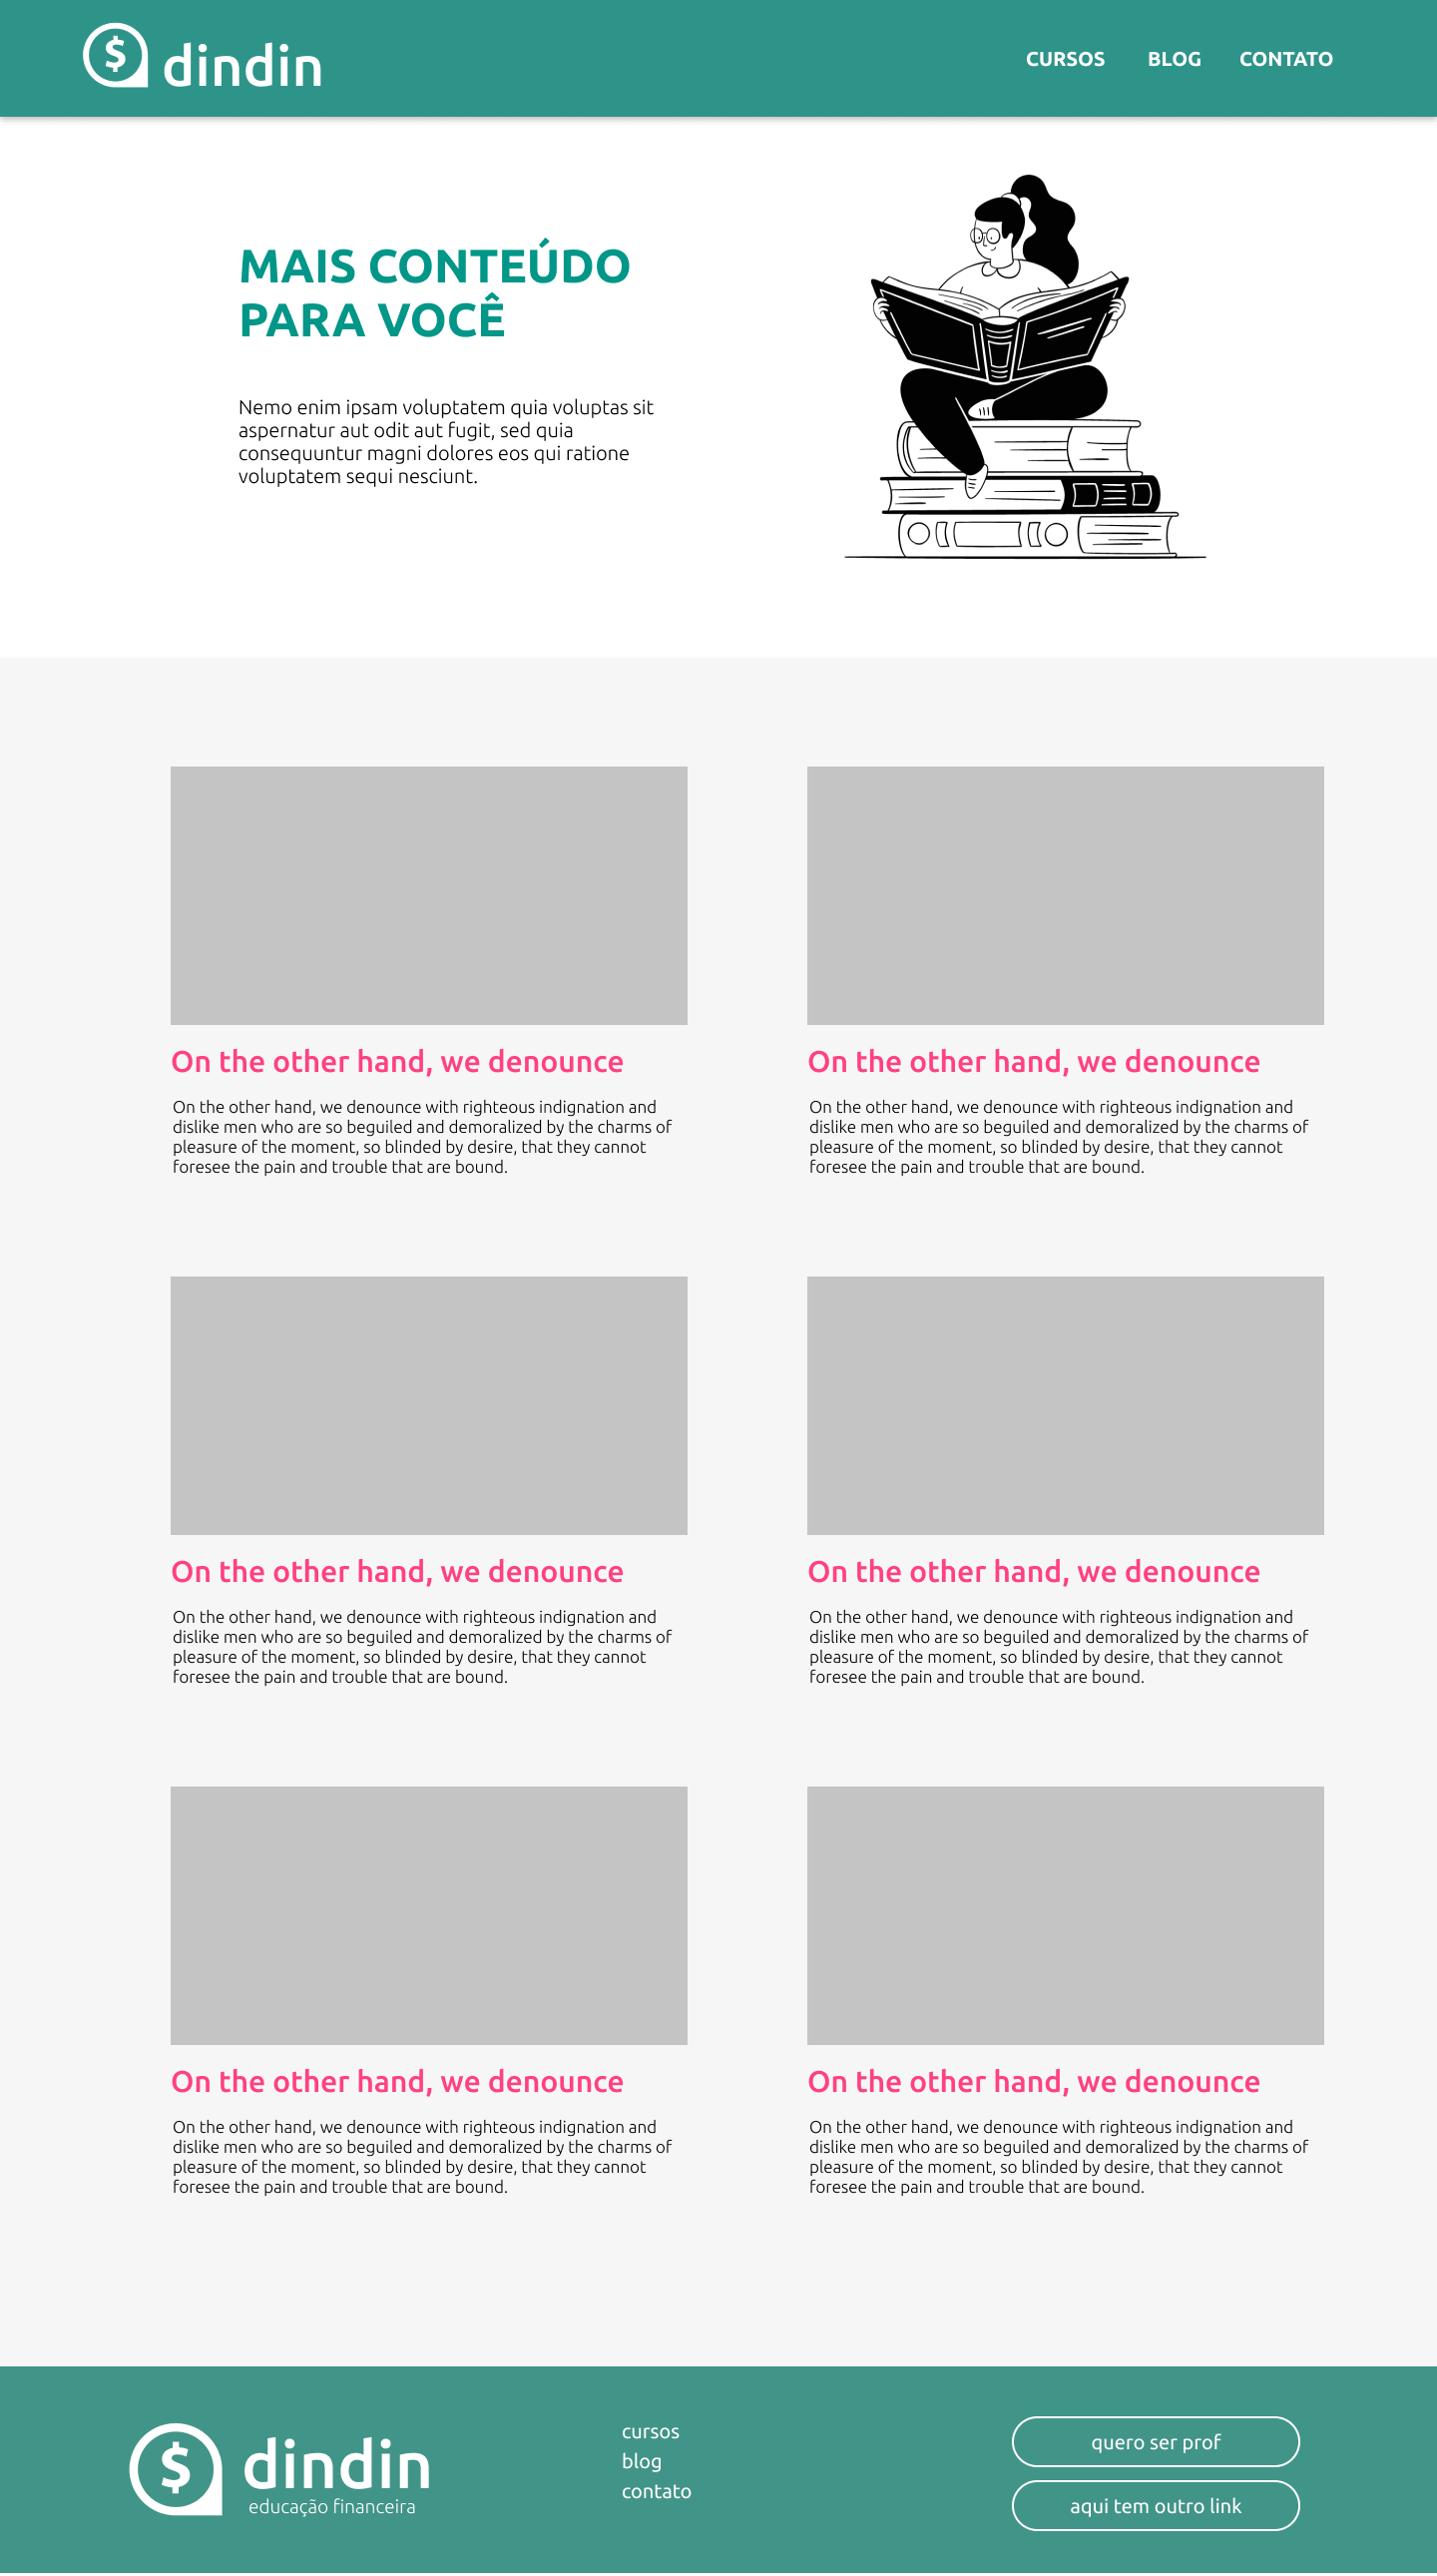 dindin
CURSOS BLOG CONTATO
MAIS CONTEÚDO
PARA VOCÊ
Nemo enim ipsam voluptatem quia voluptas sit
aspernatur aut odit aut fugit, sed quia
consequuntur magni dolores eos qui ratione
voluptatem sequi nesciunt.
On the other hand, we denounce
On the other hand, we denounce with righteous indignation and
dislike men who are so beguiled and demoralized by the charms of
pleasure of the moment, so blinded by desire, that they cannot
foresee the pain and trouble that are bound.
On the other hand, we denounce
On the other hand, we denounce with righteous indignation and
dislike men who are so beguiled and demoralized by the charms of
pleasure of the moment, so blinded by desire, that they cannot
foresee the pain and trouble that are bound.
On the other hand, we denounce
On the other hand, we denounce with righteous indignation and
dislike men who are so beguiled and demoralized by the charms of
pleasure of the moment, so blinded by desire, that they cannot
foresee the pain and trouble that are bound.
On the other hand, we denounce
On the other hand, we denounce with righteous indignation and
dislike men who are so beguiled and demoralized by the charms of
pleasure of the moment, so blinded by desire, that they cannot
foresee the pain and trouble that are bound.
On the other hand, we denounce
On the other hand, we denounce with righteous indignation and
dislike men who are so beguiled and demoralized by the charms of
pleasure of the moment, so blinded by desire, that they cannot
foresee the pain and trouble that are bound.
On the other hand, we denounce
On the other hand, we denounce with righteous indignation and
dislike men who are so beguiled and demoralized by the charms of
pleasure of the moment, so blinded by desire, that they cannot
foresee the pain and trouble that are bound.
dindin
educação financeira
cursos
blog
contato
quero ser prof
aqui tem outro link